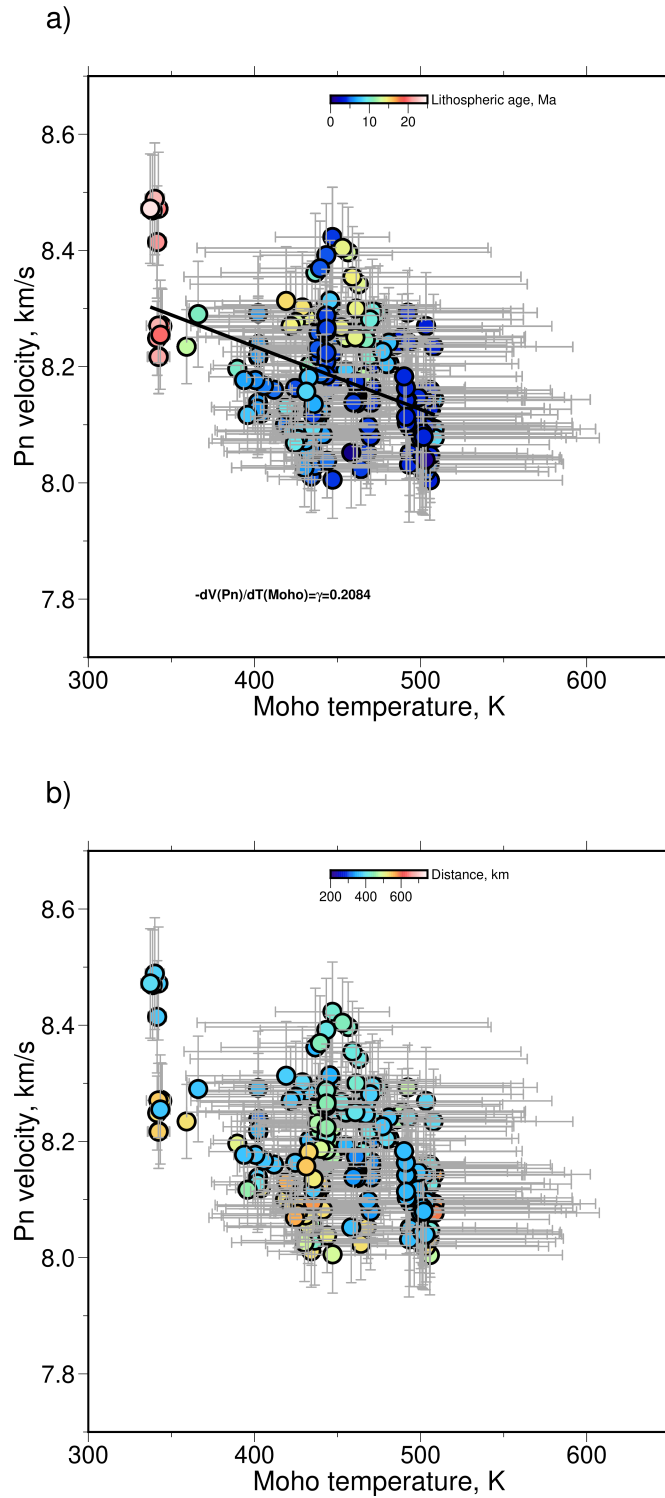 a)
Lithospheric age, Ma
0 10 20
8.6
8.4
8.2
8.0
7.8
Pn velocity, km/s
-dV(Pn)/dT(Moho)=γ=0.2084
300 400 500 600
Moho temperature, K
b)
Distance, km
200 400 600
8.6
8.4
8.2
8.0
7.8
Pn velocity, km/s
300 400 500 600
Moho temperature, K